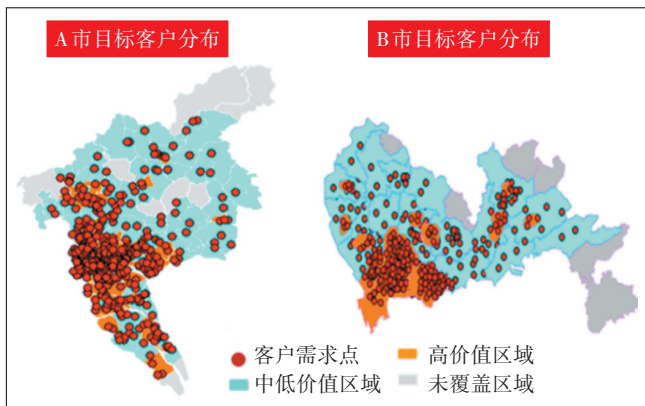 A市目标客户分布
B市目标客户分布
客户需求点
高价值区域
中低价值区域
未覆盖区域